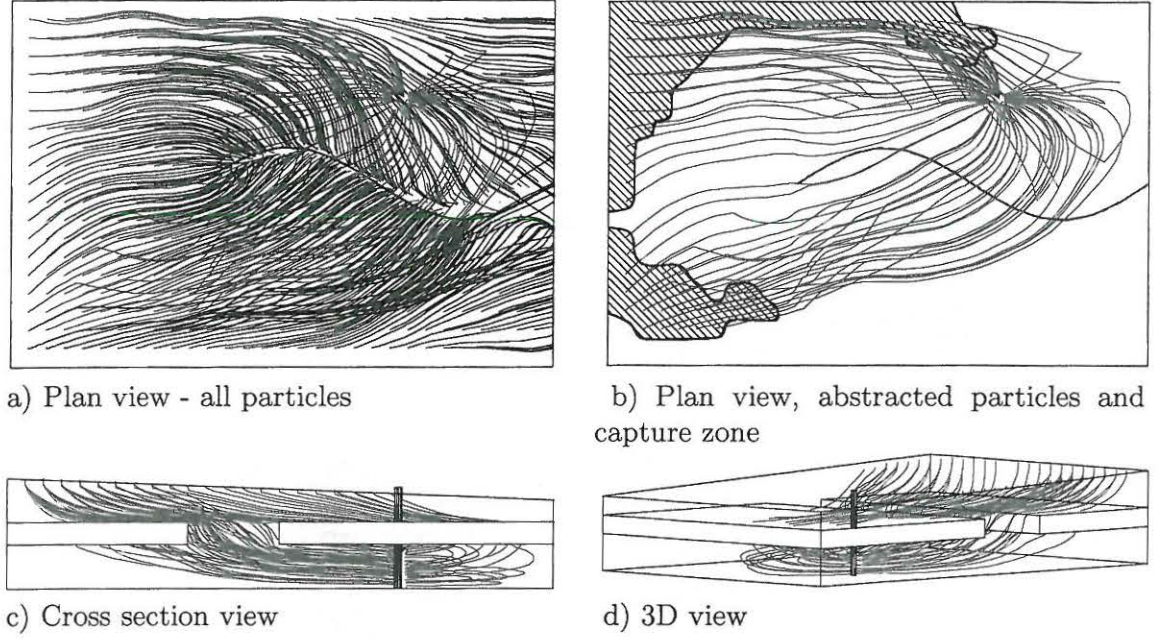 a) Plan view - all particles
b) Plan view, abstracted particles and
capture zone
c) Cross section view
d) 3D view